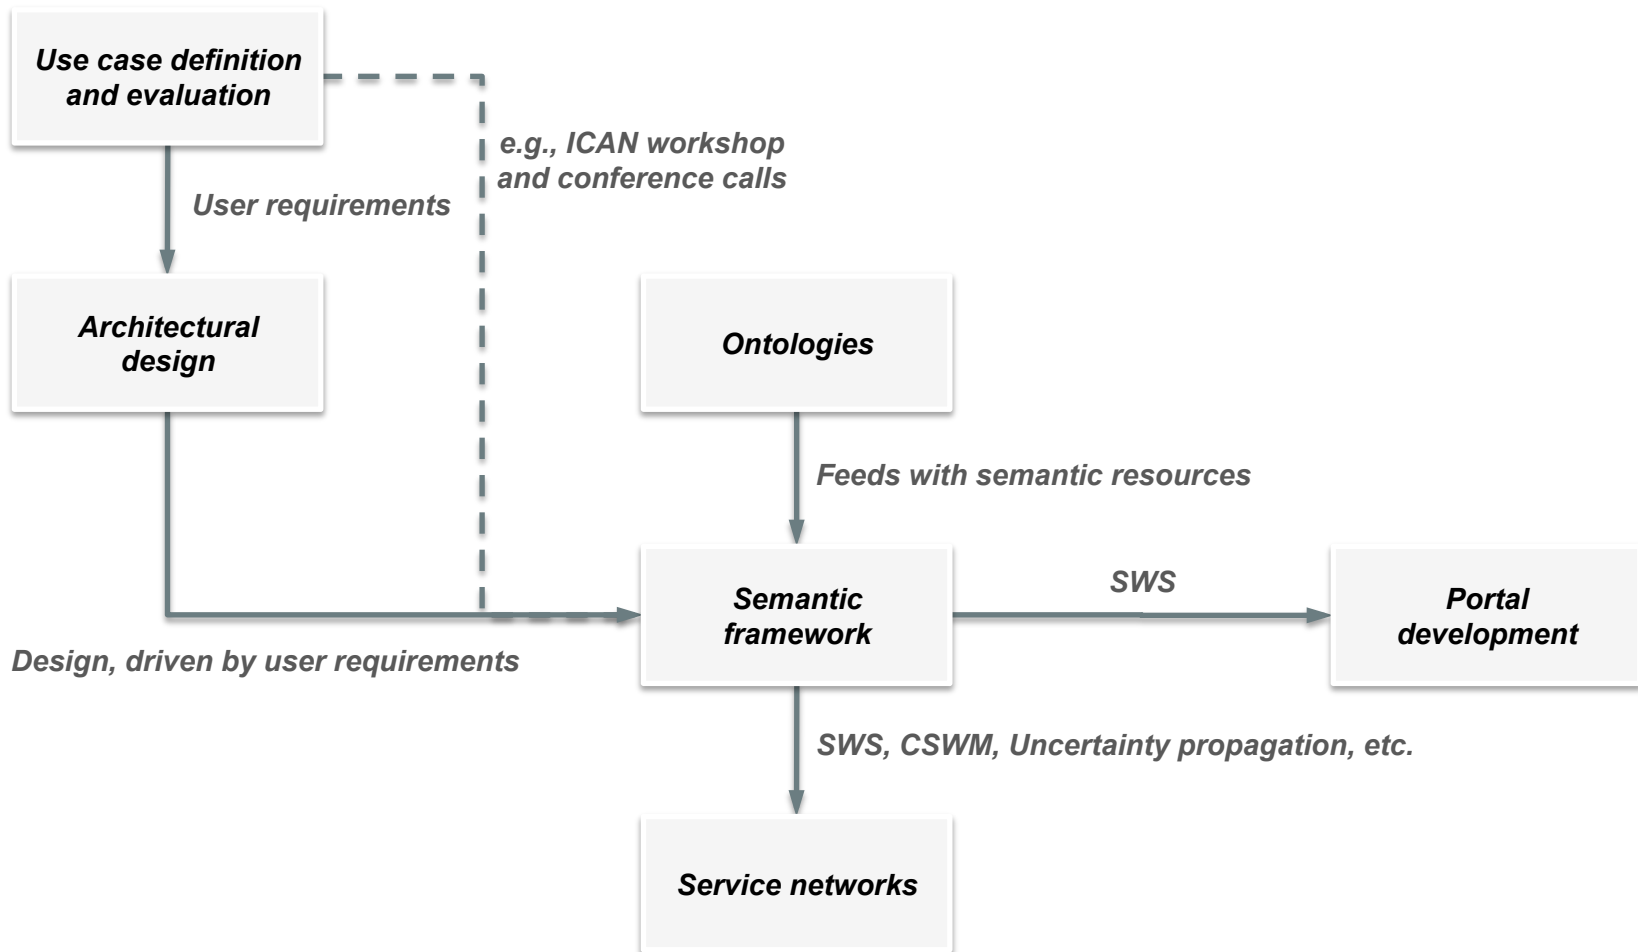 Use case definition
and evaluation
e.g., ICAN workshop
and conference calls
User requirements
Architectural
design
Ontologies
Feeds with semantic resources
SWS
Semantic
framework
Portal
development
Design, driven by user requirements
SWS, CSWM, Uncertainty propagation, etc.
Service networks